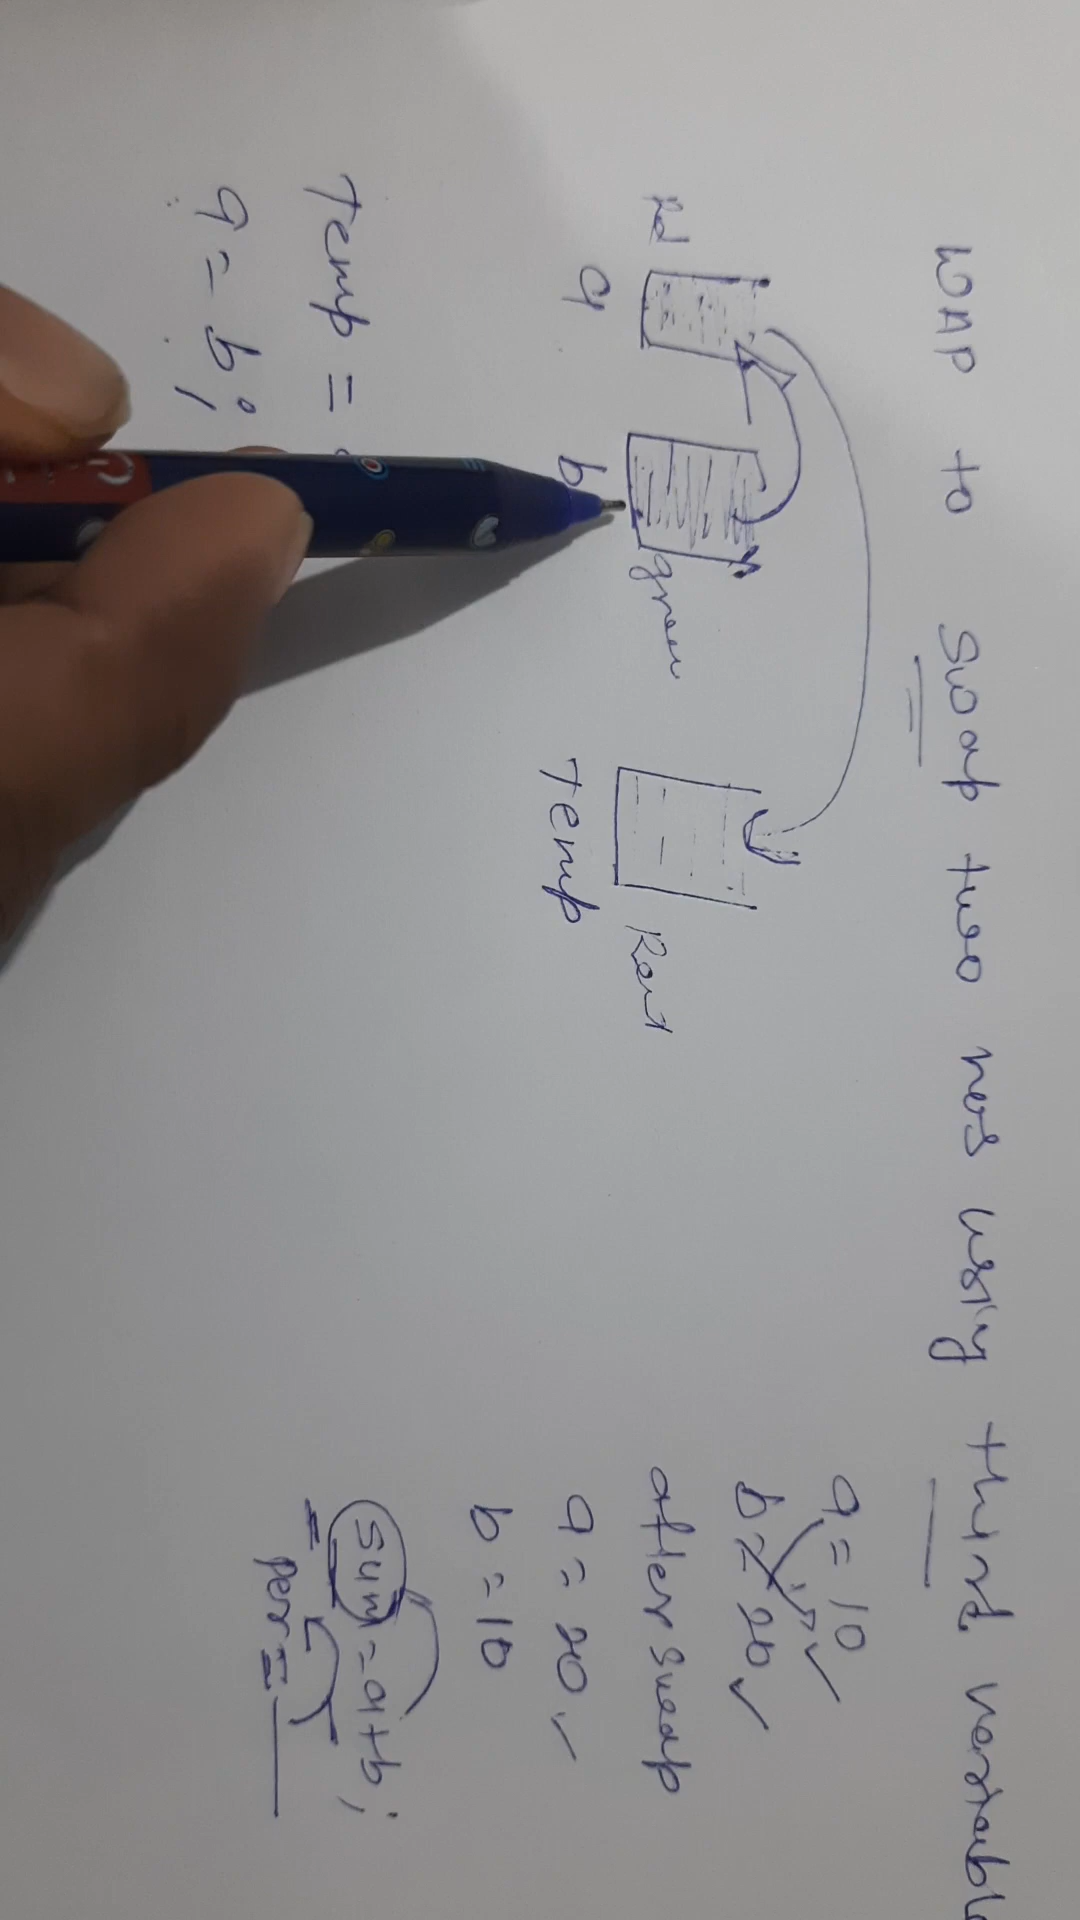 WAP to swap two nos using third variable
a = 10
b = 20
Red
green
Red
a
b
Temp
after swap
a = 20
b = 10
Temp =
a = b;
sum = a+b;
per =